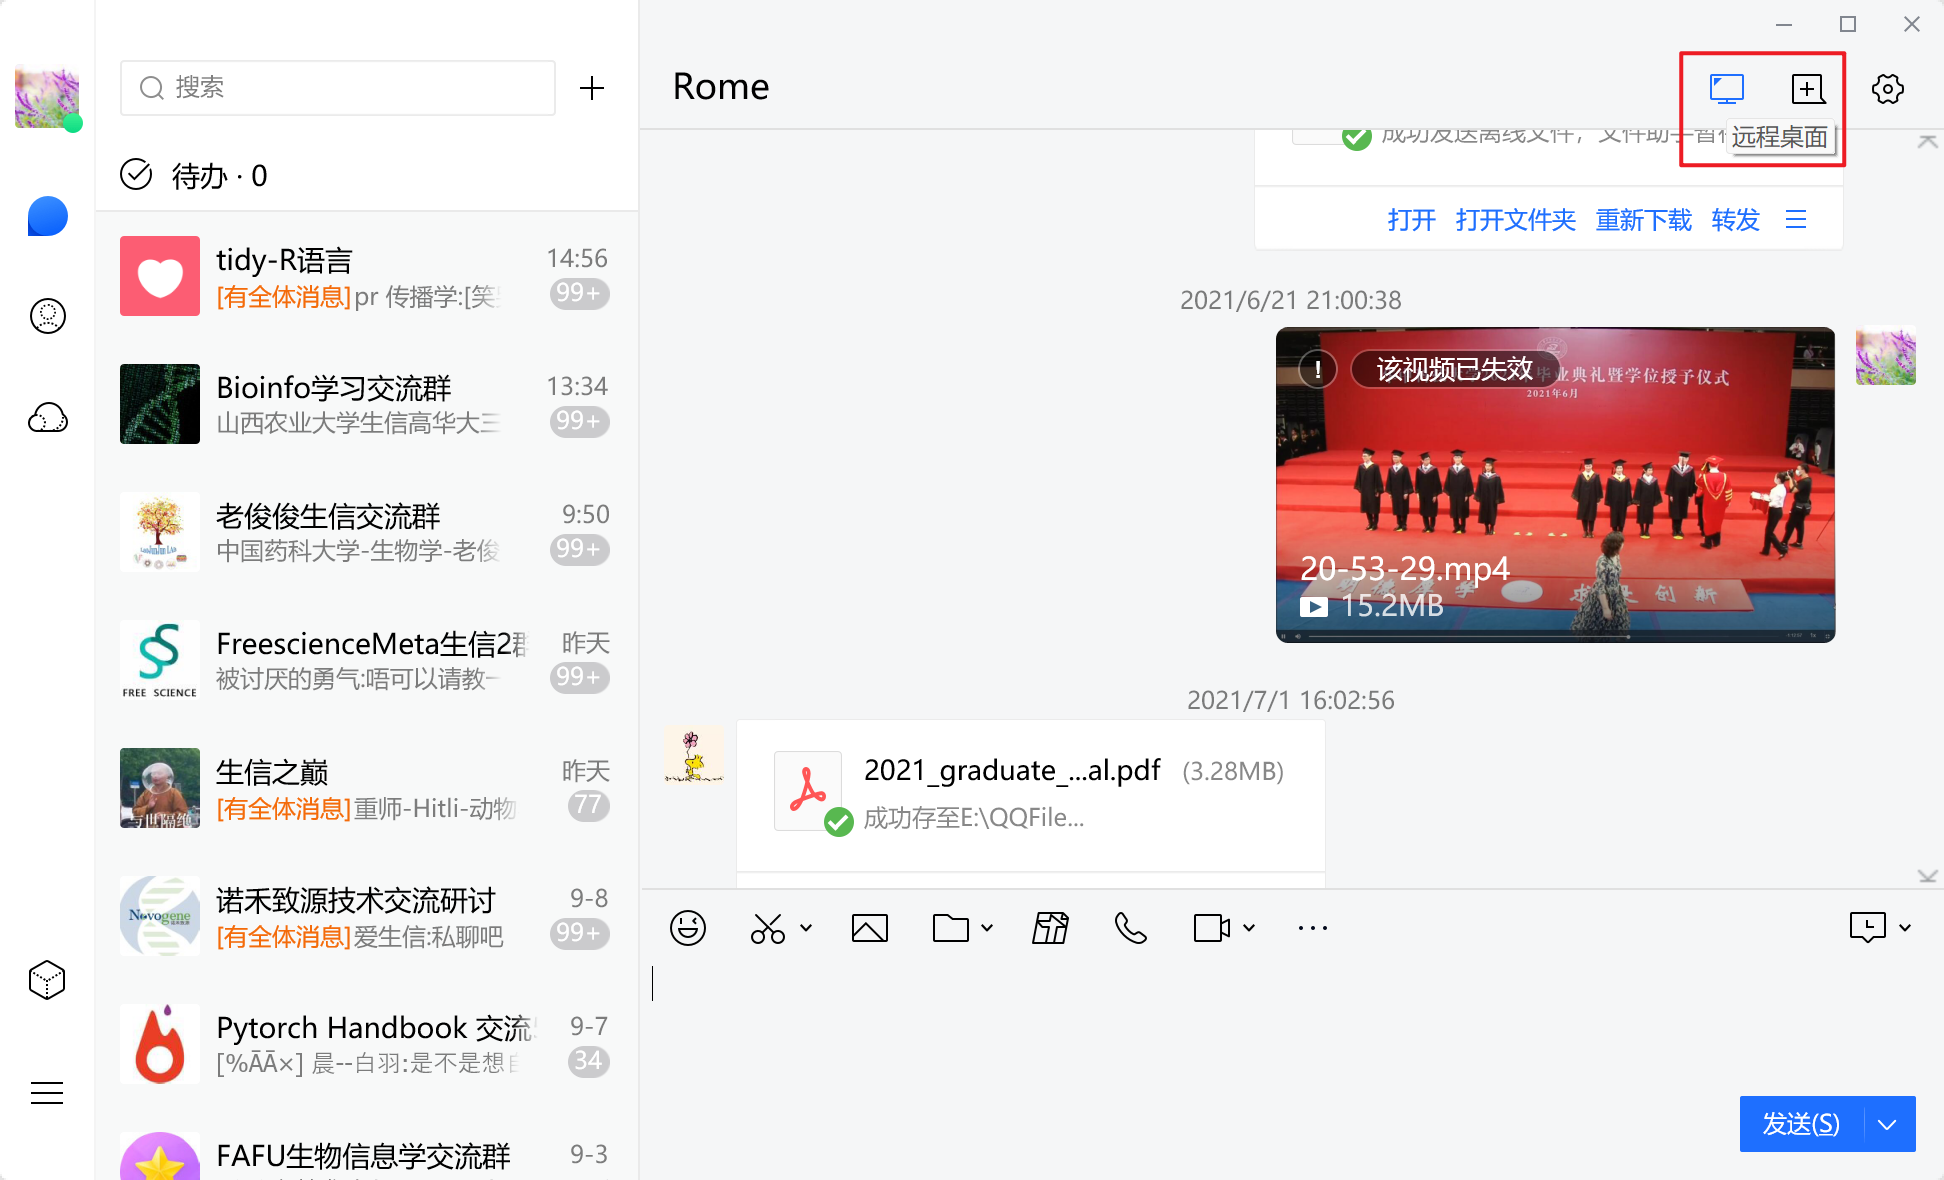 搜索
待办 · 0
tidy-R语言
14:56
[有全体消息]pr 传播学:[笑
99+
Bioinfo学习交流群
13:34
山西农业大学生信高华大三
99+
老俊俊生信交流群
9:50
中国药科大学-生物学-老俊
99+
FreescienceMeta生信2群
昨天
被讨厌的勇气:唔可以请教一
99+
FREE SCIENCE
生信之巅
昨天
[有全体消息]重师-Hitli-动物
77
与世隔绝
诺禾致源技术交流研讨
9-8
[有全体消息]爱生信:私聊吧
99+
Novogene
Pytorch Handbook 交流
9-7
[%ĀĀ×] 晨--白羽:是不是想自
34
FAFU生物信息学交流群
9-3
Rome
成功发送离线文件，文件助手暂
远程桌面
打开 打开文件夹 重新下载 转发
2021/6/21 21:00:38
该视频已失效
毕业典礼暨学位授予仪式
2021年6月
20-53-29.mp4
15.2MB
创新
2021/7/1 16:02:56
2021_graduate_...al.pdf (3.28MB)
成功存至E:\QQFile...
发送(S)